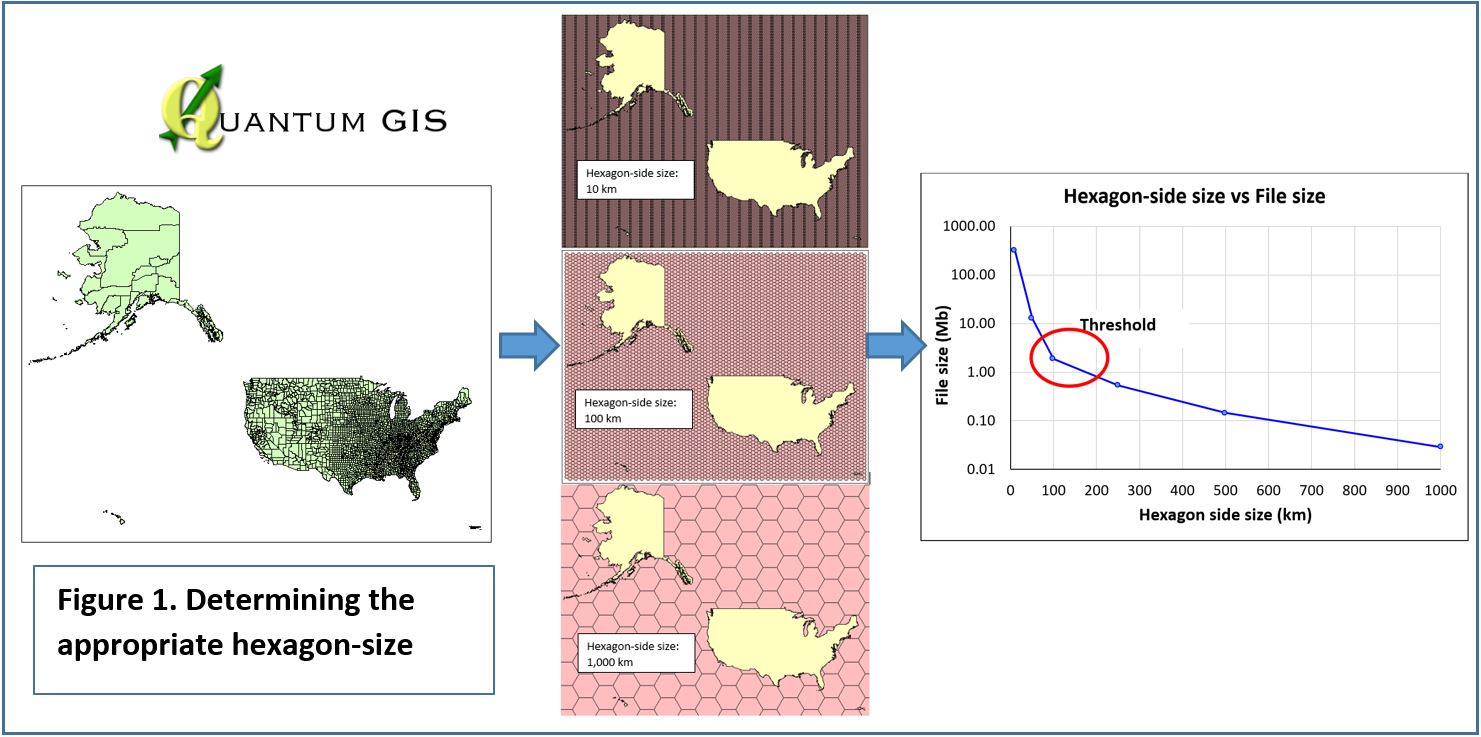 QUANTUM GIS
Figure 1. Determining the
appropriate hexagon-size
Hexagon-side size:
10 km
Hexagon-side size:
100 km
Hexagon-side size:
1,000 km
Hexagon-side size vs File size
File size (Mb)
1000.00
100.00
10.00
1.00
0.10
0.01
Threshold
0 100 200 300 400 500 600 700 800 900 1000
Hexagon side size (km)